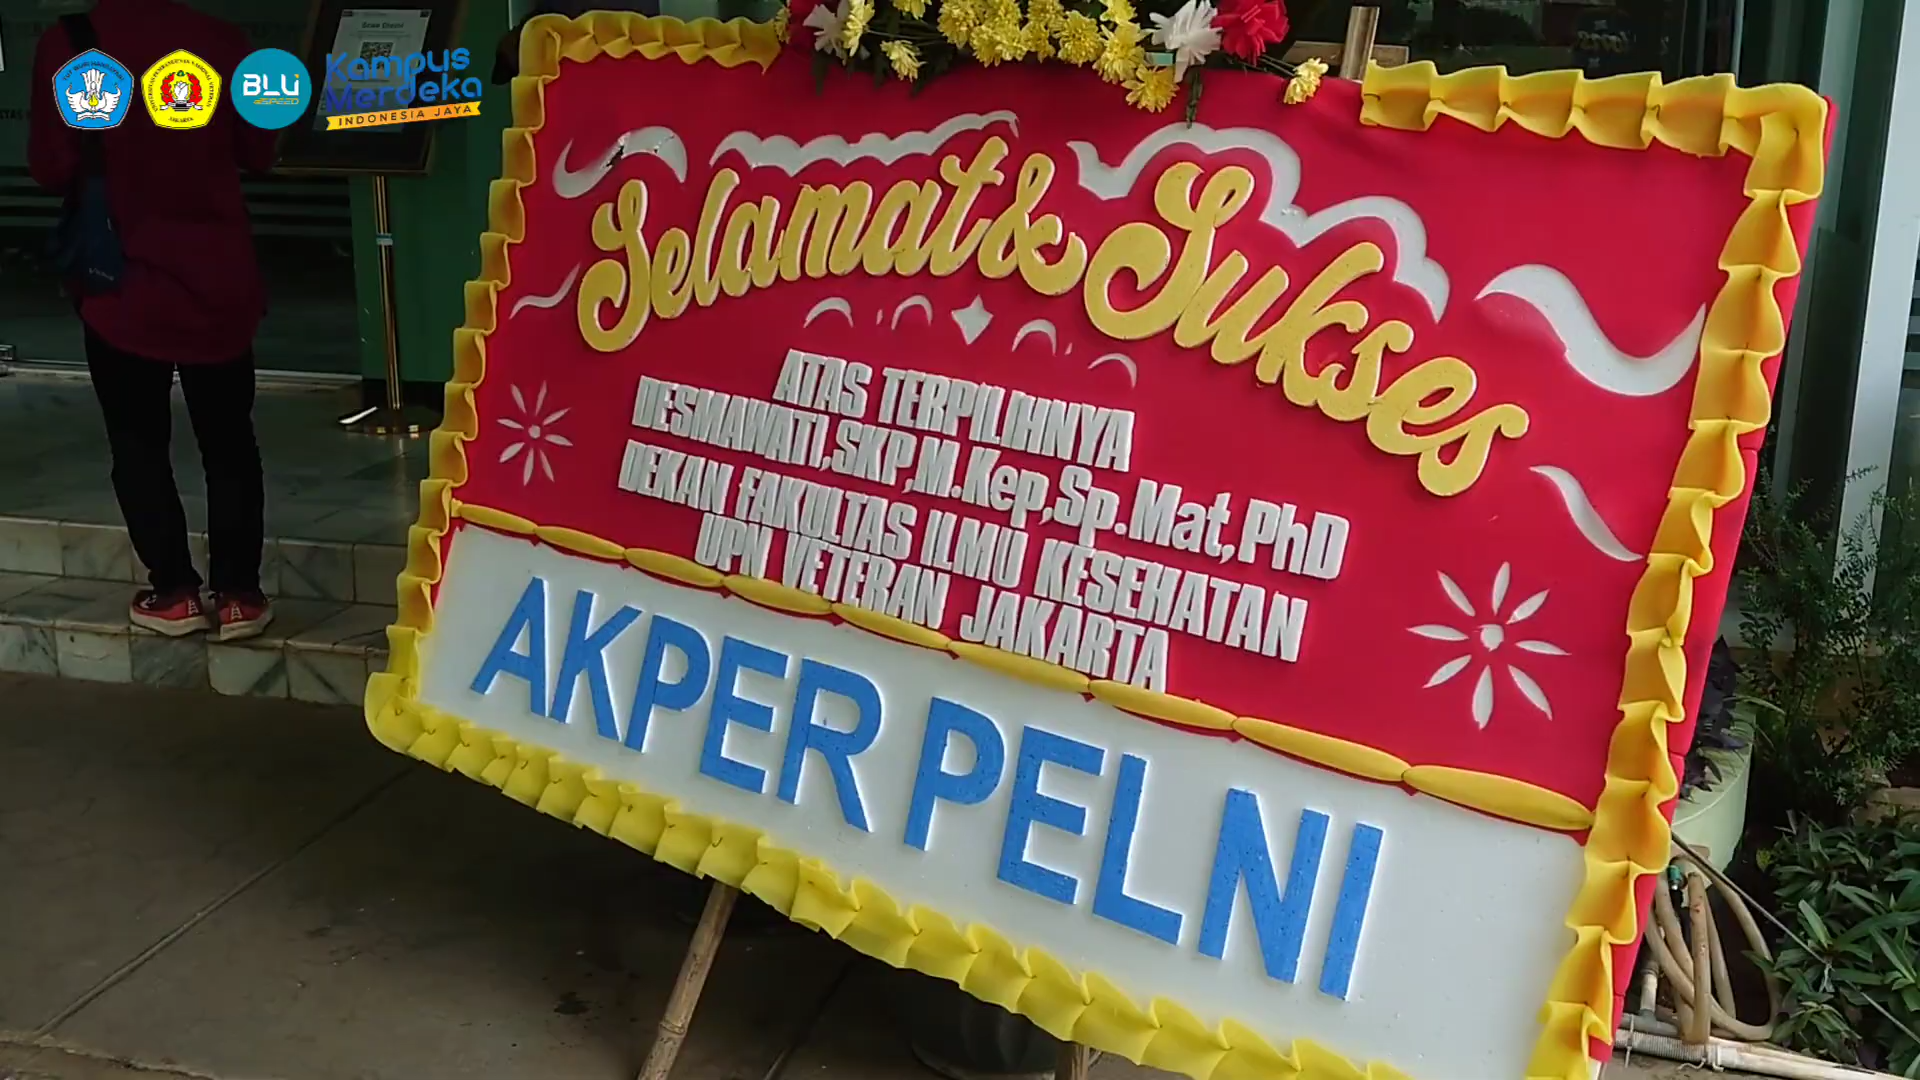 BLU
SPEED
Kampus
Merdeka
INDONESIA JAYA
Selamat & Sukses
ATAS TERPILIHNYA
DESMAWATI,SKP,M.Kep,Sp.Mat,PhD
DEKAN FAKULTAS ILMU KESEHATAN
UPN VETERAN JAKARTA
AKPER PELNI